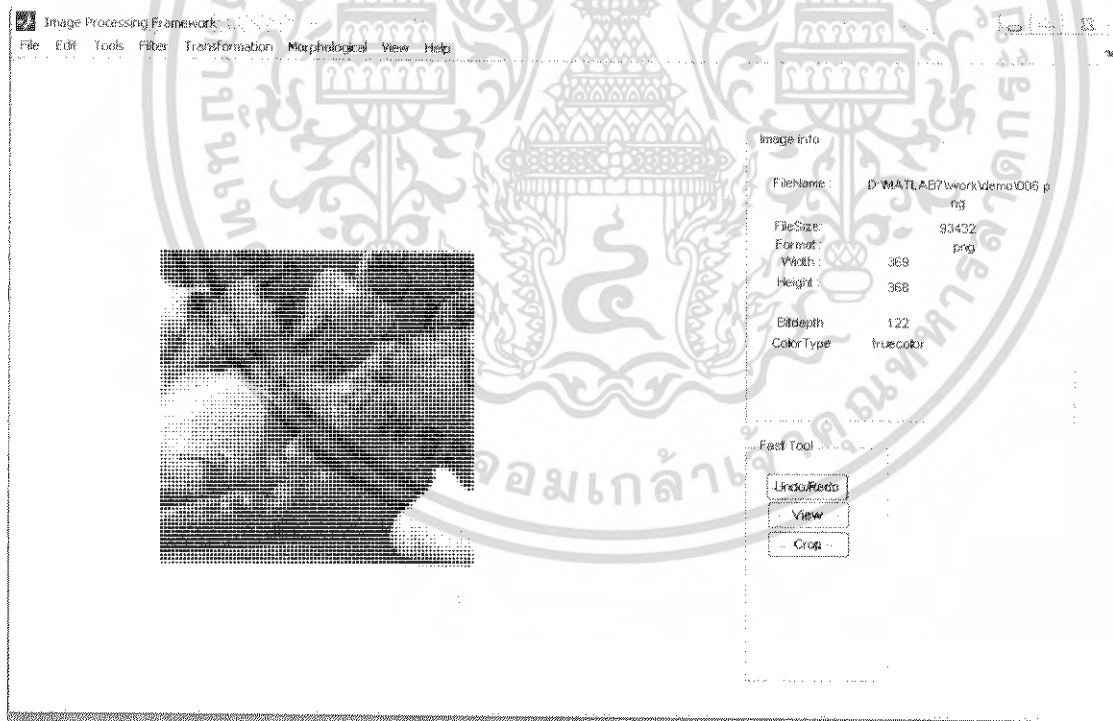 Image Processing Framework
File Edit Tools Filter Transformation Morphological View Help
Image info
FileName : D:\MATLAB7\work\demo\006.p
ng
FileSize: 93432
Format : png
Width : 369
Height : 368
Bitdepth 122
ColorType truecolor
Fast Tool
Undo/Redo
View
Crop